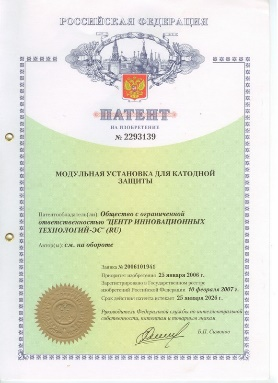 РОССИЙСКАЯ ФЕДЕРАЦИЯ
ПАТЕНТ
НА ИЗОБРЕТЕНИЕ
№ 2293139
МОДУЛЬНАЯ УСТАНОВКА ДЛЯ КАТОДНОЙ
ЗАЩИТЫ
Патентообладатель(ли): Общество с ограниченной
ответственностью "ЦЕНТР ИННОВАЦИОННЫХ
ТЕХНОЛОГИЙ-ЭС" (RU)
Автор(ы): см. на обороте
Заявка № 2006101941
Приоритет изобретения 25 января 2006 г.
Зарегистрировано в Государственном реестре
изобретений Российской Федерации 10 февраля 2007 г.
Срок действия патента истекает 25 января 2026 г.
Руководитель Федеральной службы по интеллектуальной
собственности, патентам и товарным знакам
Б.П. Симонов